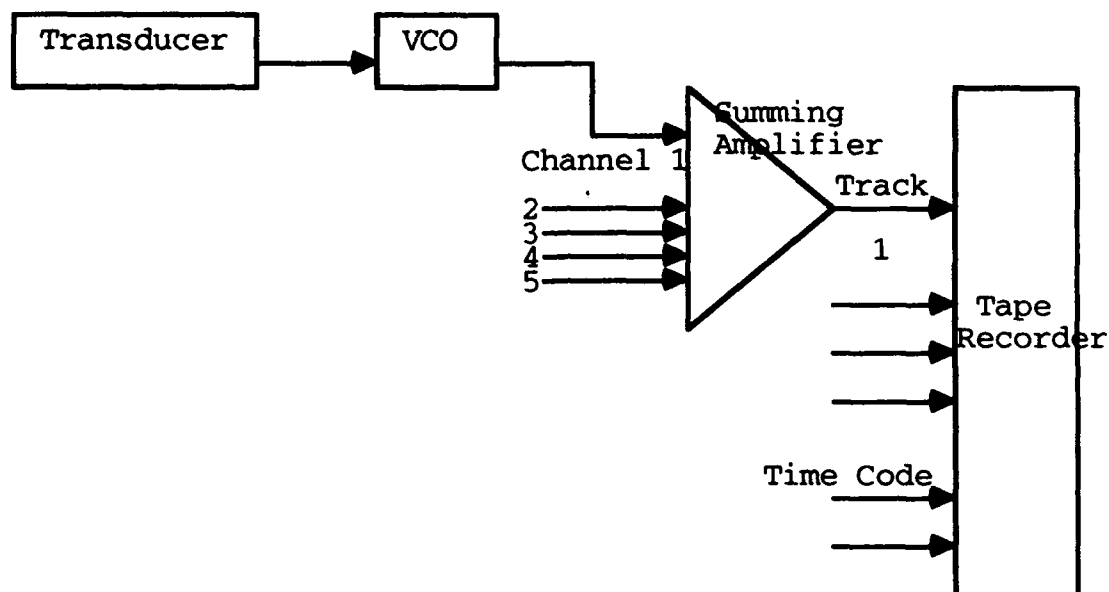 Transducer
VCO
Summing
Amplifier
Channel 1
2
3
4
5
Track
1
Tape
Recorder
Time Code